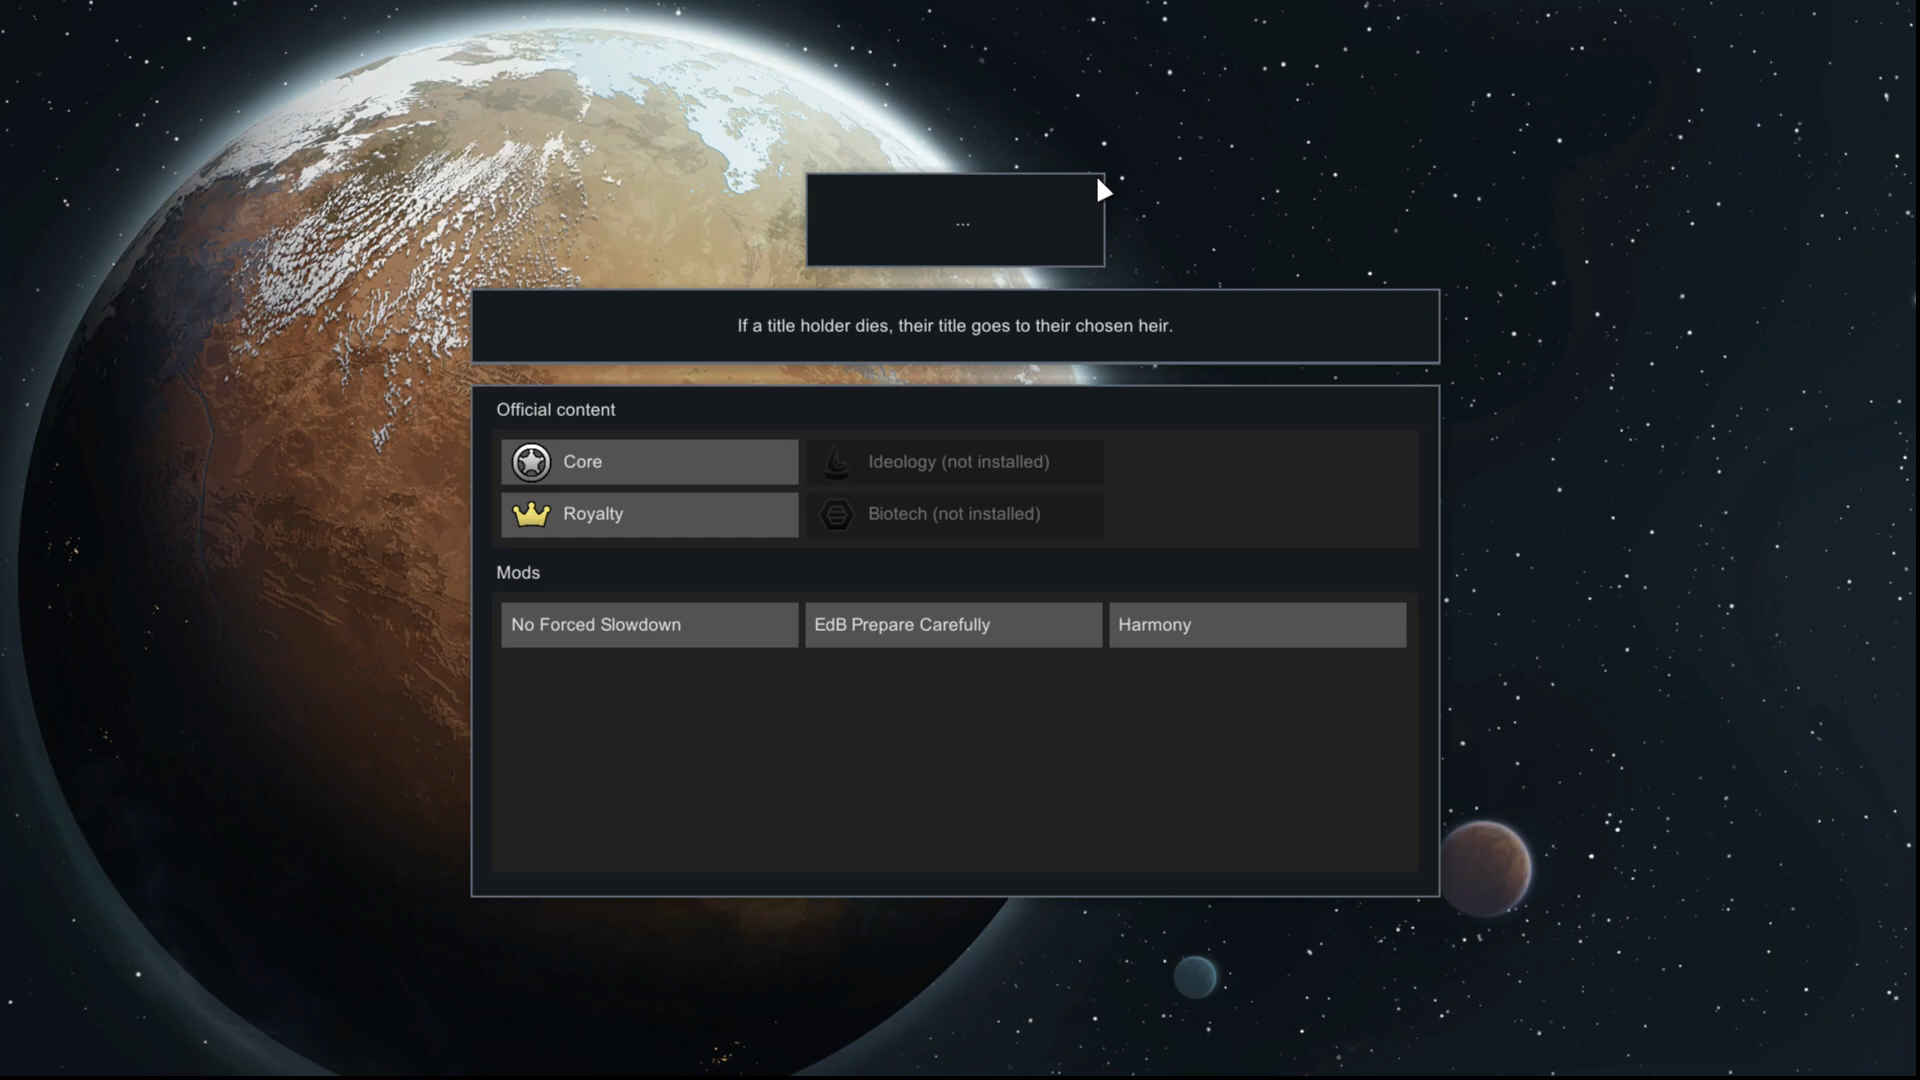 ...
If a title holder dies, their title goes to their chosen heir.
Official content
Core
Ideology (not installed)
Royalty
Biotech (not installed)
Mods
No Forced Slowdown
EdB Prepare Carefully
Harmony